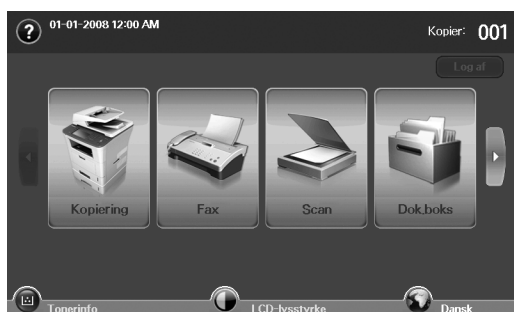 01-01-2008 12:00 AM
Kopier: 001
Log af
Kopiering
Fax
Scan
Dok.boks
Tonerinfo
LCD-lysstyrke
Dansk